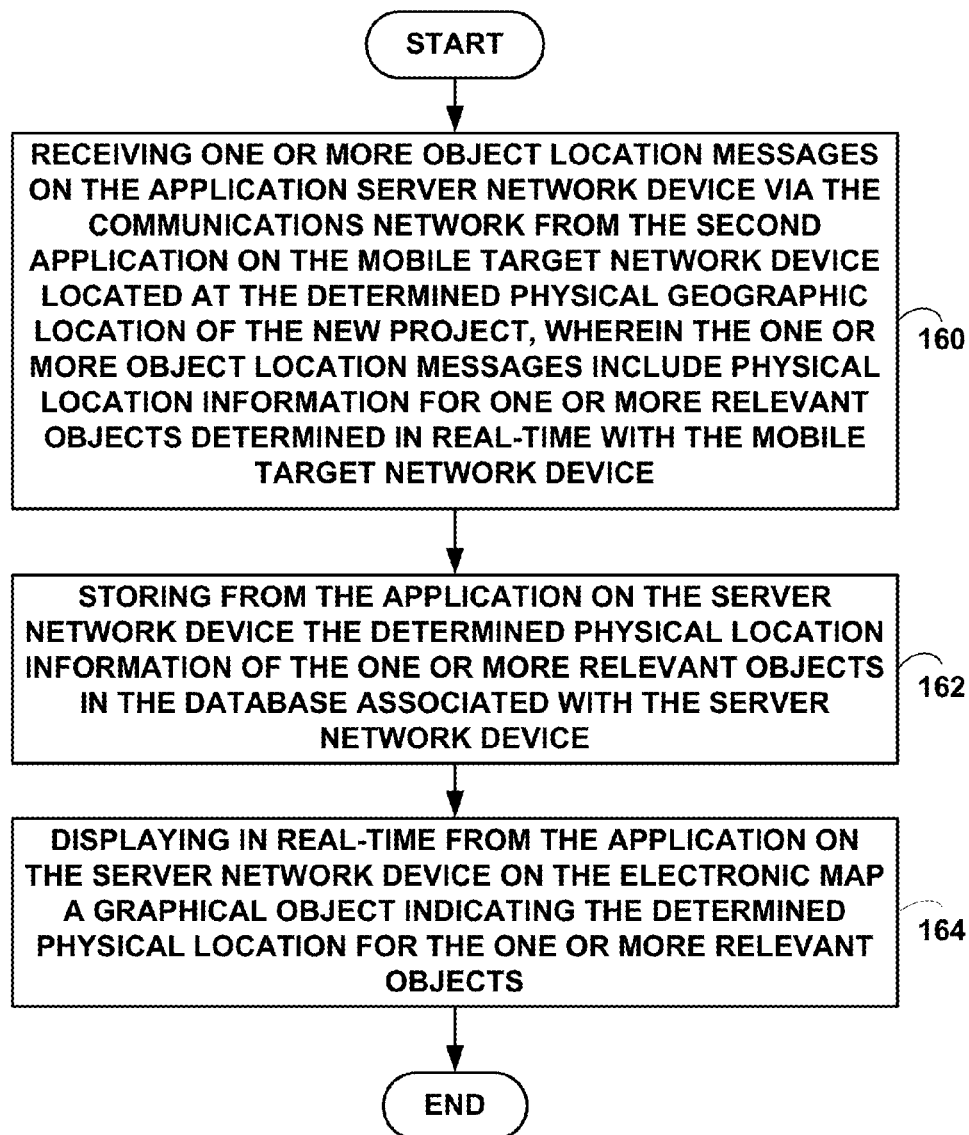 START
RECEIVING ONE OR MORE OBJECT LOCATION MESSAGES
ON THE APPLICATION SERVER NETWORK DEVICE VIA THE
COMMUNICATIONS NETWORK FROM THE SECOND
APPLICATION ON THE MOBILE TARGET NETWORK DEVICE
LOCATED AT THE DETERMINED PHYSICAL GEOGRAPHIC
LOCATION OF THE NEW PROJECT, WHEREIN THE ONE OR
MORE OBJECT LOCATION MESSAGES INCLUDE PHYSICAL
LOCATION INFORMATION FOR ONE OR MORE RELEVANT
OBJECTS DETERMINED IN REAL-TIME WITH THE MOBILE
TARGET NETWORK DEVICE
160
STORING FROM THE APPLICATION ON THE SERVER
NETWORK DEVICE THE DETERMINED PHYSICAL LOCATION
INFORMATION OF THE ONE OR MORE RELEVANT OBJECTS
IN THE DATABASE ASSOCIATED WITH THE SERVER
NETWORK DEVICE
162
DISPLAYING IN REAL-TIME FROM THE APPLICATION ON
THE SERVER NETWORK DEVICE ON THE ELECTRONIC MAP
A GRAPHICAL OBJECT INDICATING THE DETERMINED
PHYSICAL LOCATION FOR THE ONE OR MORE RELEVANT
OBJECTS
164
END